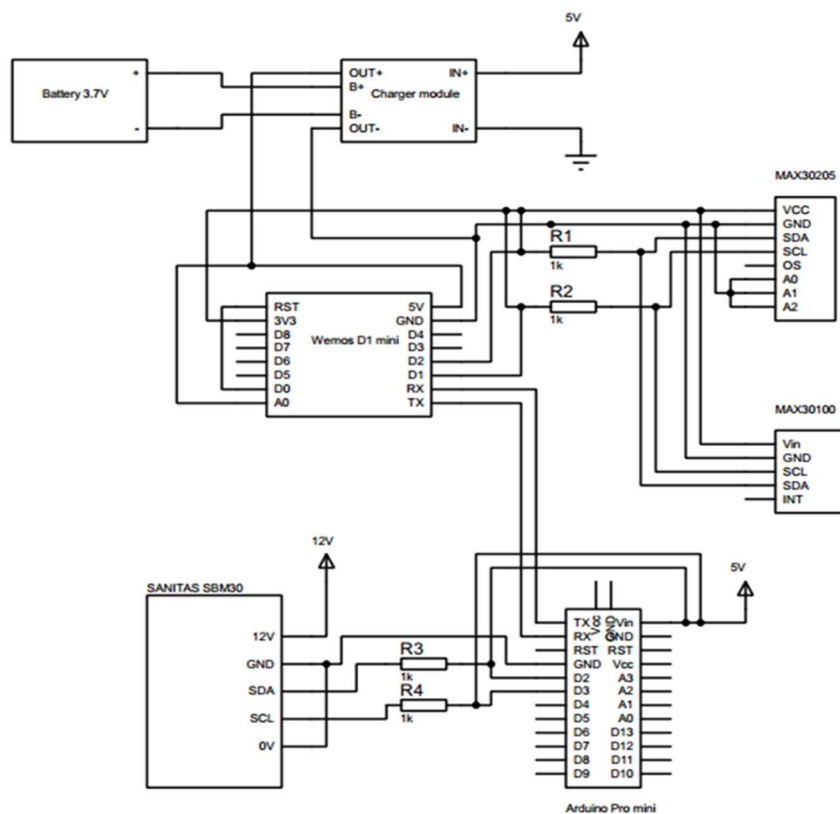 5V
Battery 3.7V
+
-
OUT+
B+
B-
OUT-
Charger module
IN+
IN-
MAX30205
VCC
GND
SDA
SCL
OS
A0
A1
A2
R1
1k
R2
1k
RST
3V3
D8
D7
D6
D5
D0
A0
Wemos D1 mini
5V
GND
D4
D3
D2
D1
RX
TX
MAX30100
Vin
GND
SCL
SDA
INT
12V
SANITAS SBM30
12V
GND
SDA
SCL
0V
R3
1k
R4
1k
5V
TX
RX
RST
GND
D2
D3
D4
D5
D6
D7
D8
D9
Vcc
GND
Vin
GND
RST
Vcc
A3
A2
A1
A0
D13
D12
D11
D10
Arduino Pro mini